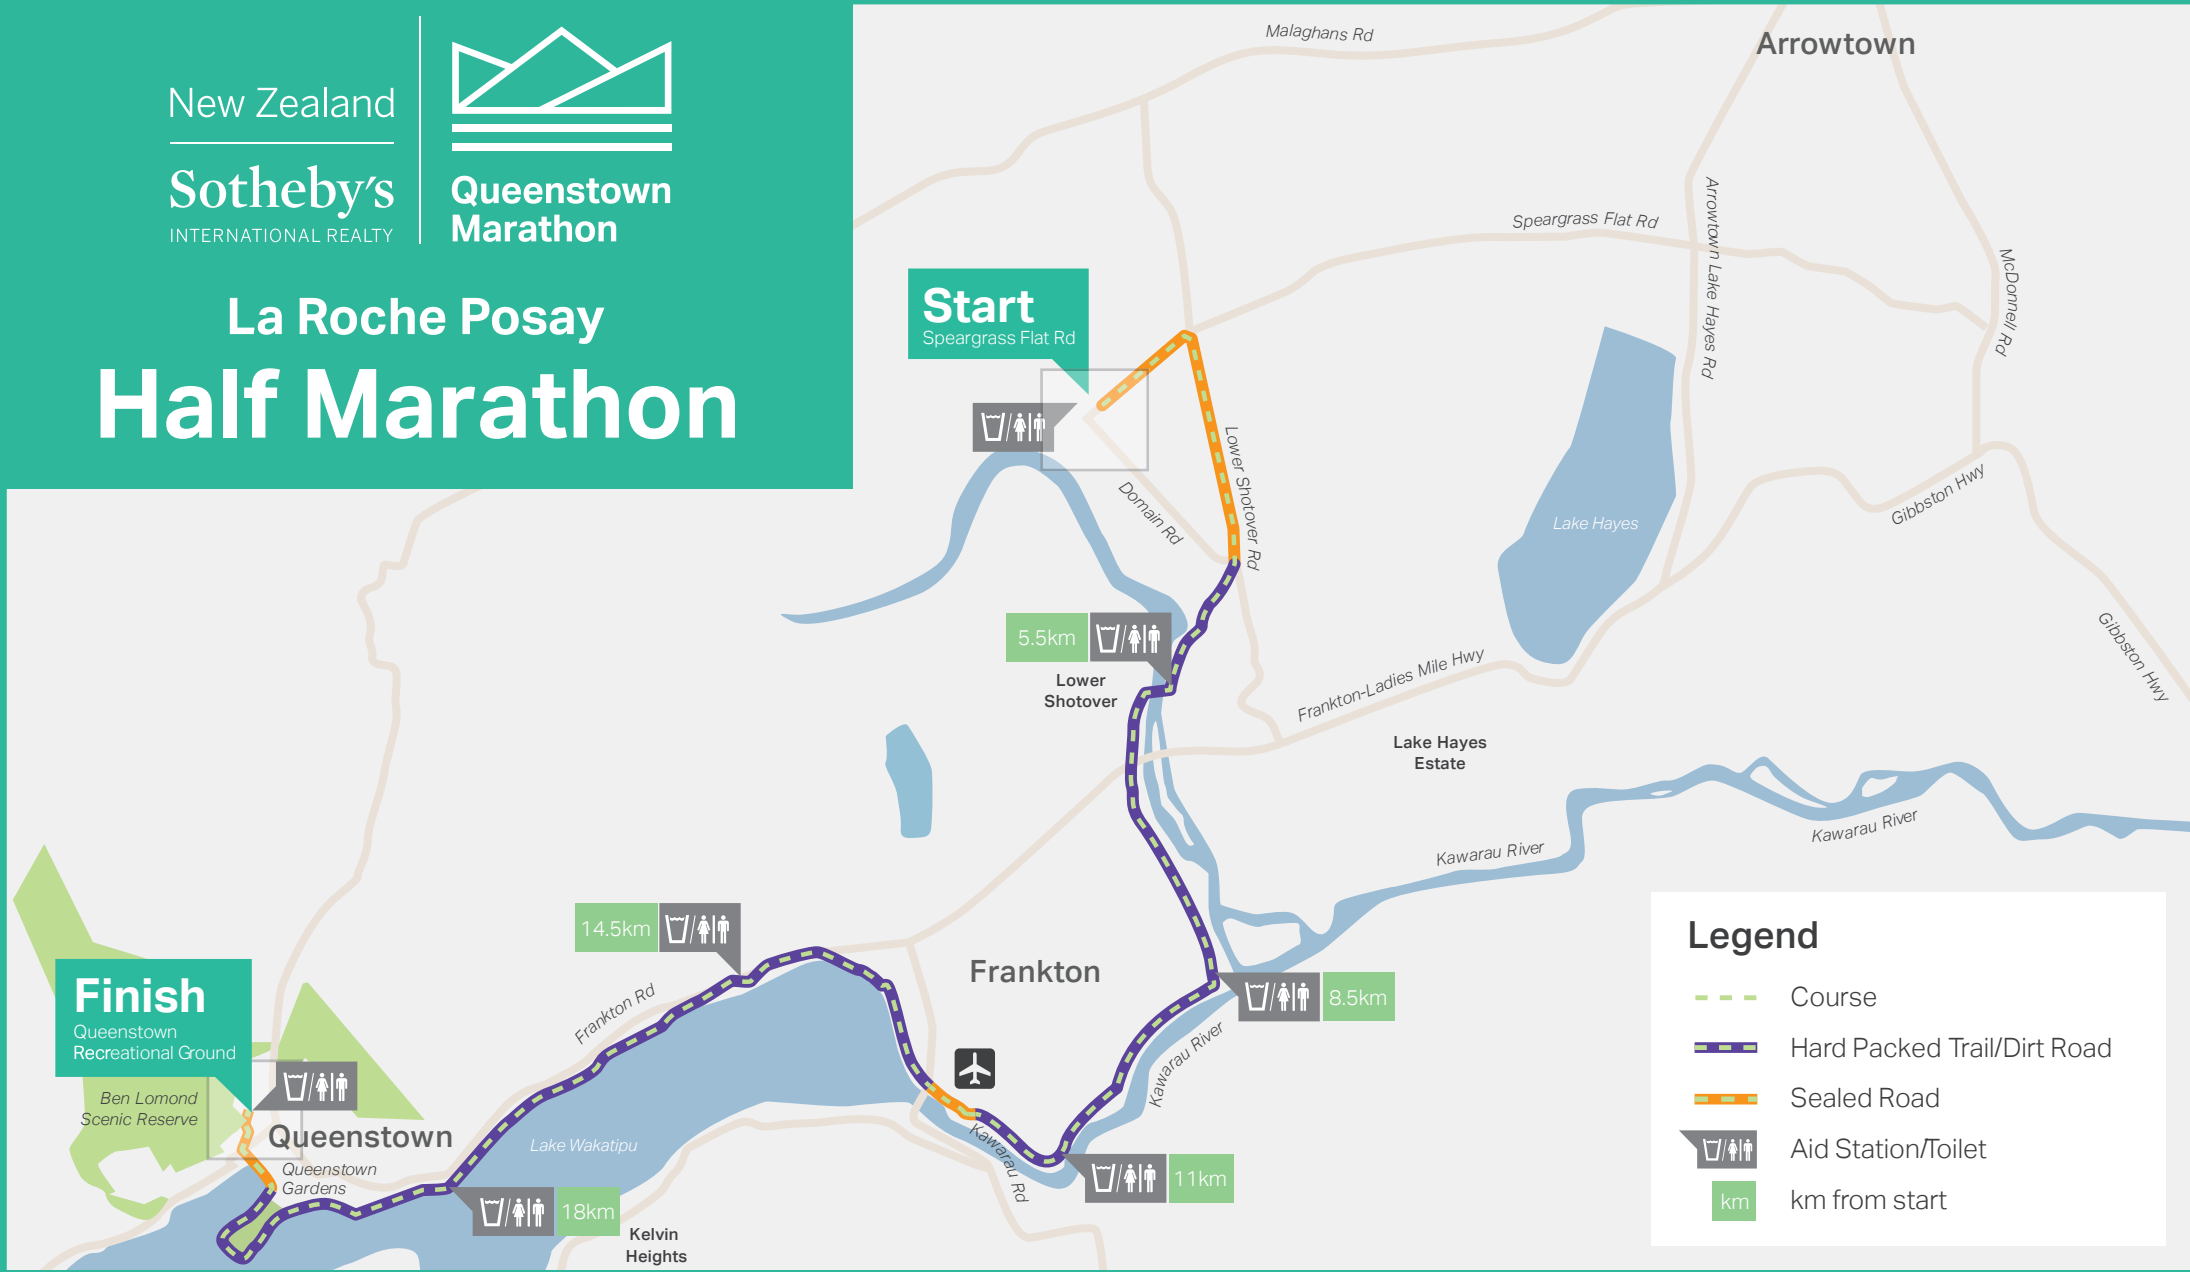 New Zealand
Sotheby's
INTERNATIONAL REALTY
Queenstown
Marathon
La Roche Posay
Half Marathon
Malaghans Rd
Arrowtown
Speargrass Flat Rd
Arrowtown Lake Hayes Rd
McDonnell Rd
Start
Speargrass Flat Rd
Lower Shotover Rd
Domain Rd
Lake Hayes
Gibbston Hwy
Gibbston Hwy
5.5km
Lower
Shotover
Frankton-Ladies Mile Hwy
Lake Hayes
Estate
Kawarau River
Kawarau River
14.5km
Frankton Rd
Frankton
8.5km
Kawarau River
Finish
Queenstown
Recreational Ground
Ben Lomond
Scenic Reserve
Queenstown
Queenstown
Gardens
Lake Wakatipu
Kawarau Rd
11km
18km
Kelvin
Heights
Legend
Course
Hard Packed Trail/Dirt Road
Sealed Road
Aid Station/Toilet
km
km from start